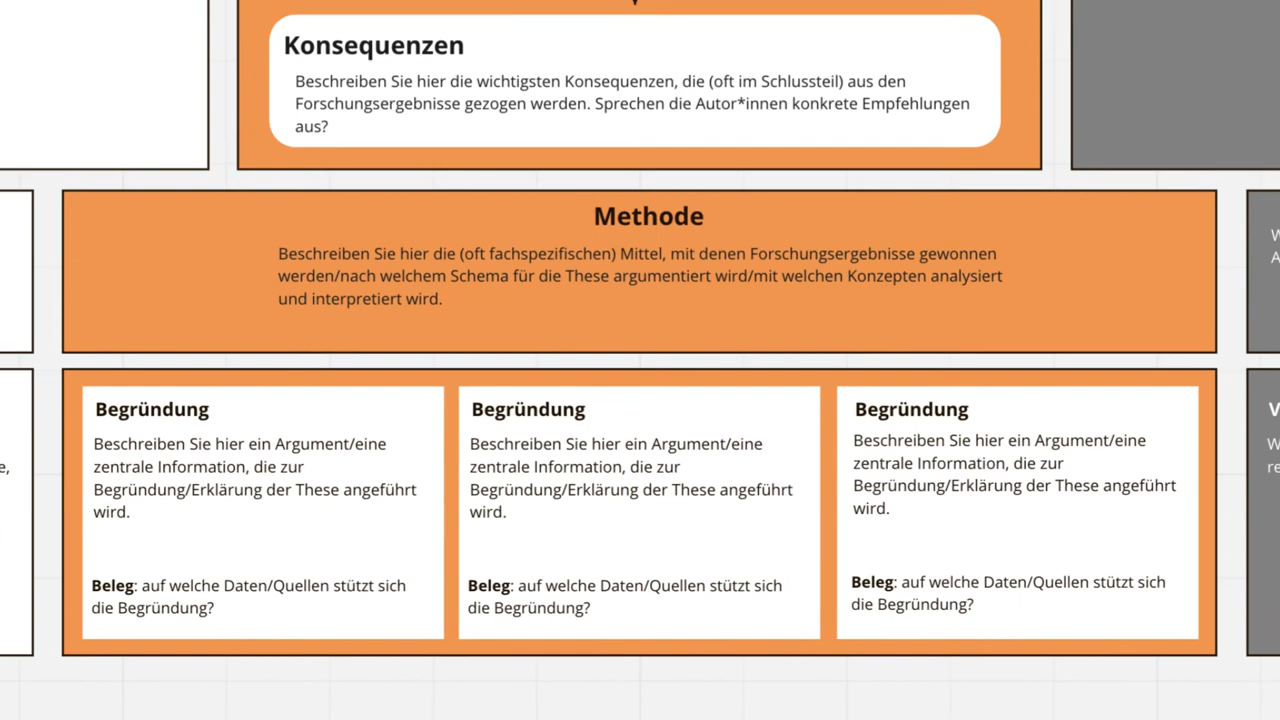 Konsequenzen
Beschreiben Sie hier die wichtigsten Konsequenzen, die (oft im Schlussteil) aus den
Forschungsergebnisse gezogen werden. Sprechen die Autor*innen konkrete Empfehlungen
aus?
Methode
Beschreiben Sie hier die (oft fachspezifischen) Mittel, mit denen Forschungsergebnisse gewonnen
werden/nach welchem Schema für die These argumentiert wird/mit welchen Konzepten analysiert
und interpretiert wird.
Begründung
Beschreiben Sie hier ein Argument/eine
zentrale Information, die zur
Begründung/Erklärung der These angeführt
wird.
Beleg: auf welche Daten/Quellen stützt sich
die Begründung?
Begründung
Beschreiben Sie hier ein Argument/eine
zentrale Information, die zur
Begründung/Erklärung der These angeführt
wird.
Beleg: auf welche Daten/Quellen stützt sich
die Begründung?
Begründung
Beschreiben Sie hier ein Argument/eine
zentrale Information, die zur
Begründung/Erklärung der These angeführt
wird.
Beleg: auf welche Daten/Quellen stützt sich
die Begründung?